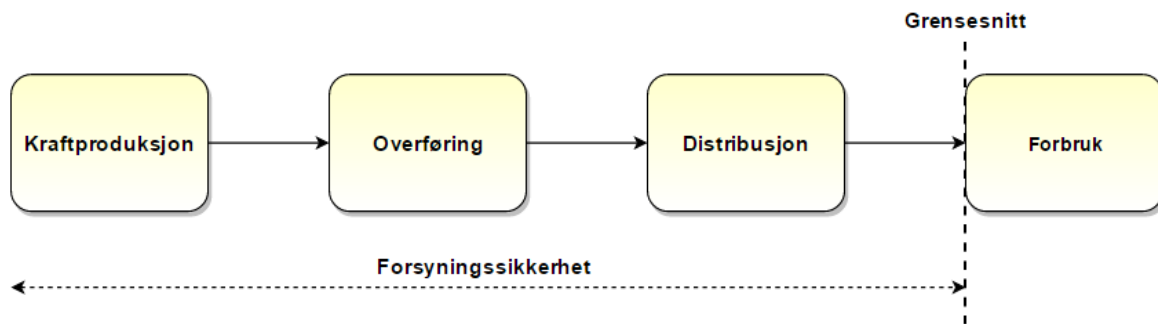 Grensesnitt
Kraftproduksjon
Overføring
Distribusjon
Forbruk
Forsyningssikkerhet